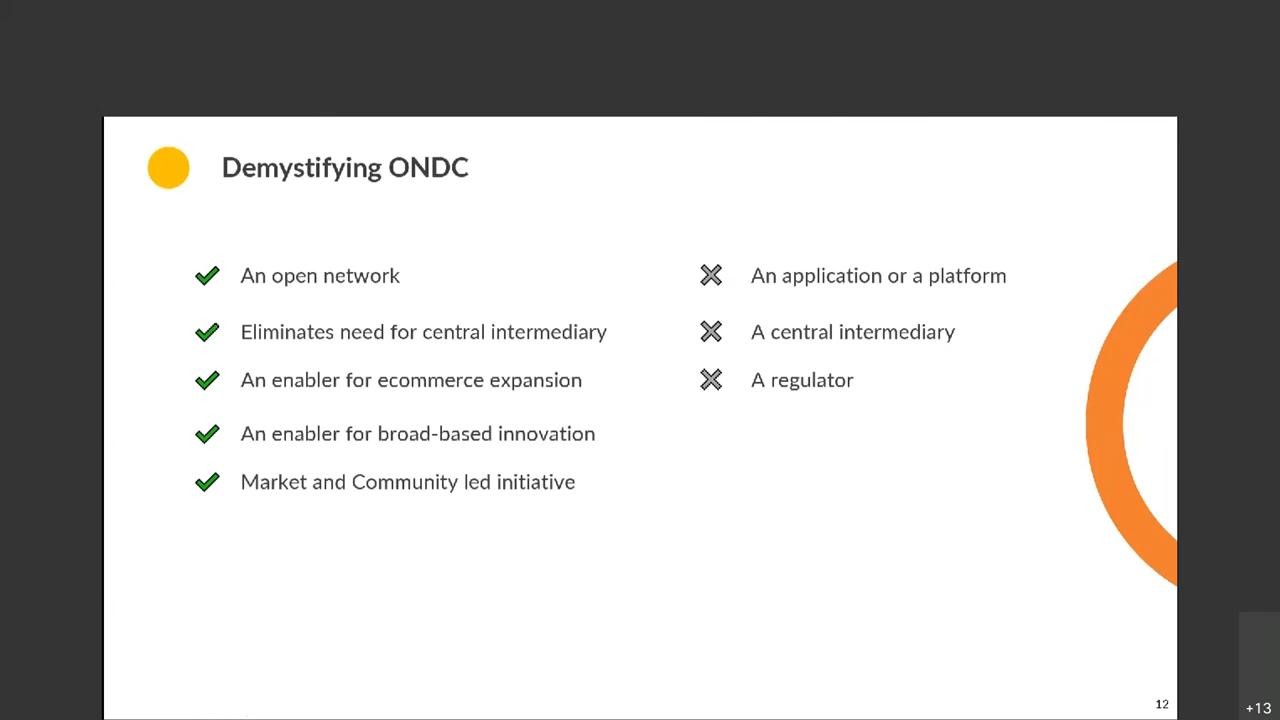 Demystifying ONDC
An open network
Eliminates need for central intermediary
An enabler for ecommerce expansion
An enabler for broad-based innovation
Market and Community led initiative
An application or a platform
A central intermediary
A regulator
12
+13